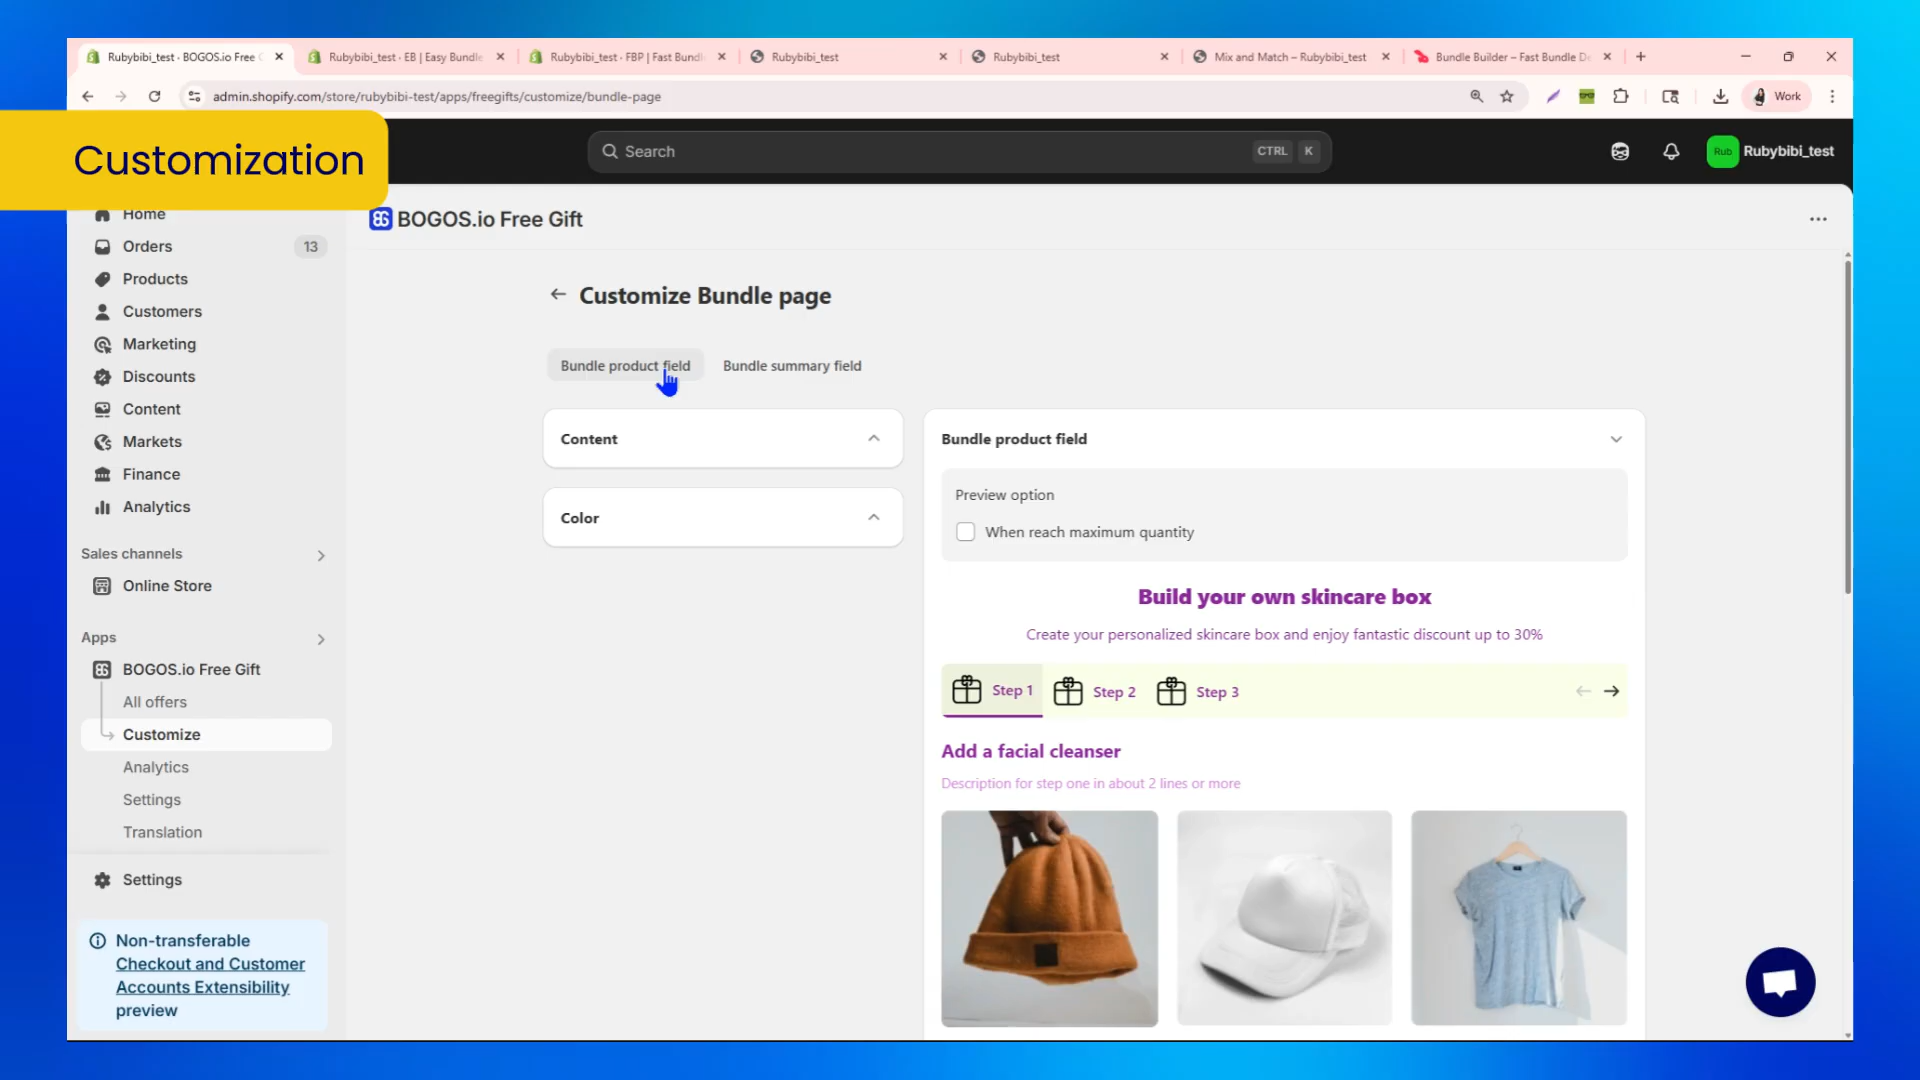 Rubybibi_test · BOGOS.io Free G
Rubybibi_test · EB | Easy Bundle
Rubybibi_test · FBP | Fast Bundl
Rubybibi_test
Rubybibi_test
Mix and Match – Rubybibi_test
Bundle Builder – Fast Bundle De
admin.shopify.com/store/rubybibi-test/apps/freegifts/customize/bundle-page
Work
Customization
Search
CTRL
K
Rub
Rubybibi_test
Home
Orders
13
Products
Customers
Marketing
Discounts
Content
Markets
Finance
Analytics
Sales channels
Online Store
Apps
BOGOS.io Free Gift
All offers
Customize
Analytics
Settings
Translation
Settings
Non-transferable
Checkout and Customer
Accounts Extensibility
preview
BOGOS.io Free Gift
Customize Bundle page
Bundle product field
Bundle summary field
Content
Color
Bundle product field
Preview option
When reach maximum quantity
Build your own skincare box
Create your personalized skincare box and enjoy fantastic discount up to 30%
Step 1
Step 2
Step 3
Add a facial cleanser
Description for step one in about 2 lines or more